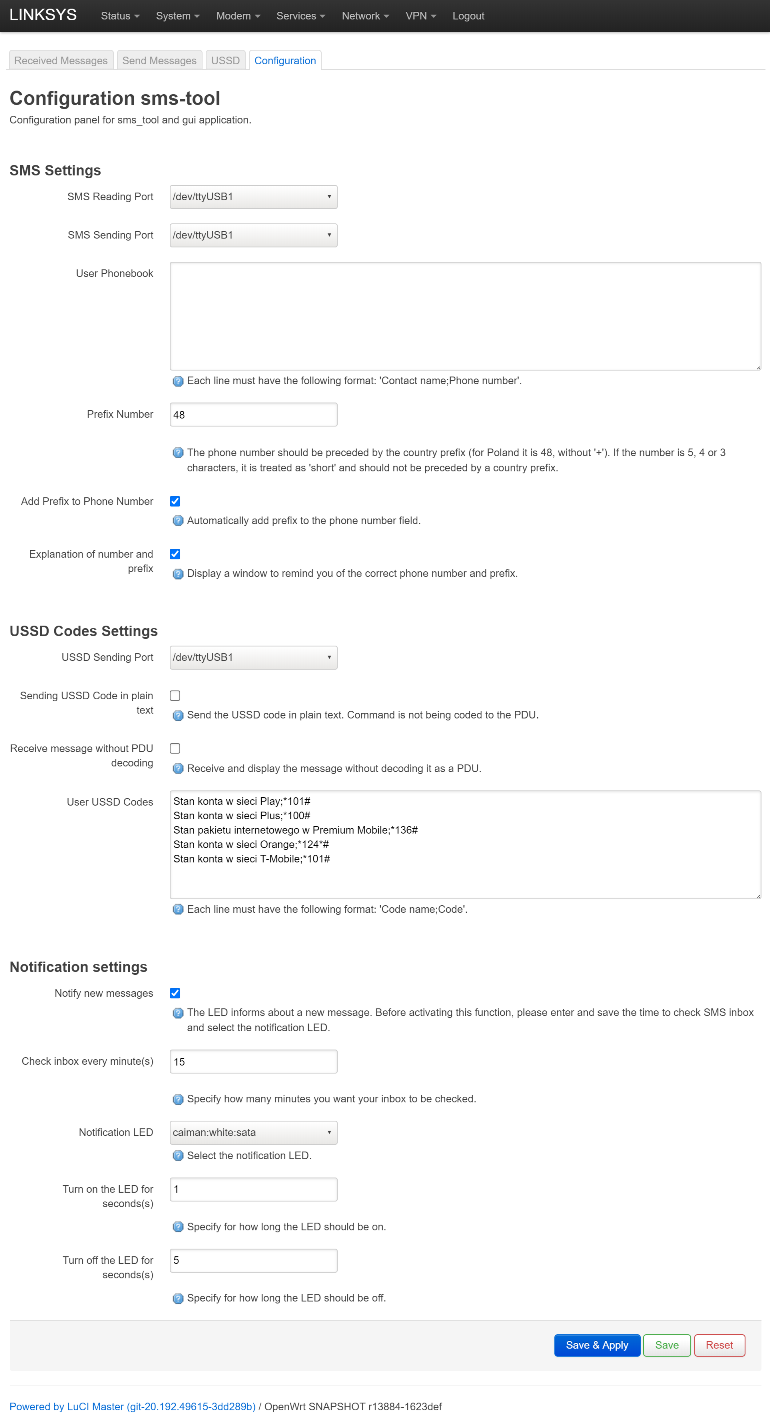 LINKSYS Status System Modem Services Network VPN Logout
Received Messages Send Messages USSD Configuration
Configuration sms-tool
Configuration panel for sms_tool and gui application.
SMS Settings
SMS Reading Port /dev/ttyUSB1
SMS Sending Port /dev/ttyUSB1
User Phonebook
Each line must have the following format: 'Contact name;Phone number'.
Prefix Number 48
The phone number should be preceded by the country prefix (for Poland it is 48, without '+'). If the number is 5, 4 or 3
characters, it is treated as 'short' and should not be preceded by a country prefix.
Add Prefix to Phone Number
Automatically add prefix to the phone number field.
Explanation of number and
prefix
Display a window to remind you of the correct phone number and prefix.
USSD Codes Settings
USSD Sending Port /dev/ttyUSB1
Sending USSD Code in plain
text
Send the USSD code in plain text. Command is not being coded to the PDU.
Receive message without PDU
decoding
Receive and display the message without decoding it as a PDU.
User USSD Codes
Stan konta w sieci Play;*101#
Stan konta w sieci Plus;*100#
Stan pakietu internetowego w Premium Mobile;*136#
Stan konta w sieci Orange;*124*#
Stan konta w sieci T-Mobile;*101#
Each line must have the following format: 'Code name;Code'.
Notification settings
Notify new messages
The LED informs about a new message. Before activating this function, please enter and save the time to check SMS inbox
and select the notification LED.
Check inbox every minute(s) 15
Specify how many minutes you want your inbox to be checked.
Notification LED caiman:white:sata
Select the notification LED.
Turn on the LED for
seconds(s)
1
Specify for how long the LED should be on.
Turn off the LED for
seconds(s)
5
Specify for how long the LED should be off.
Save & Apply Save Reset
Powered by LuCI Master (git-20.192.49615-3dd289b) / OpenWrt SNAPSHOT r13884-1623def